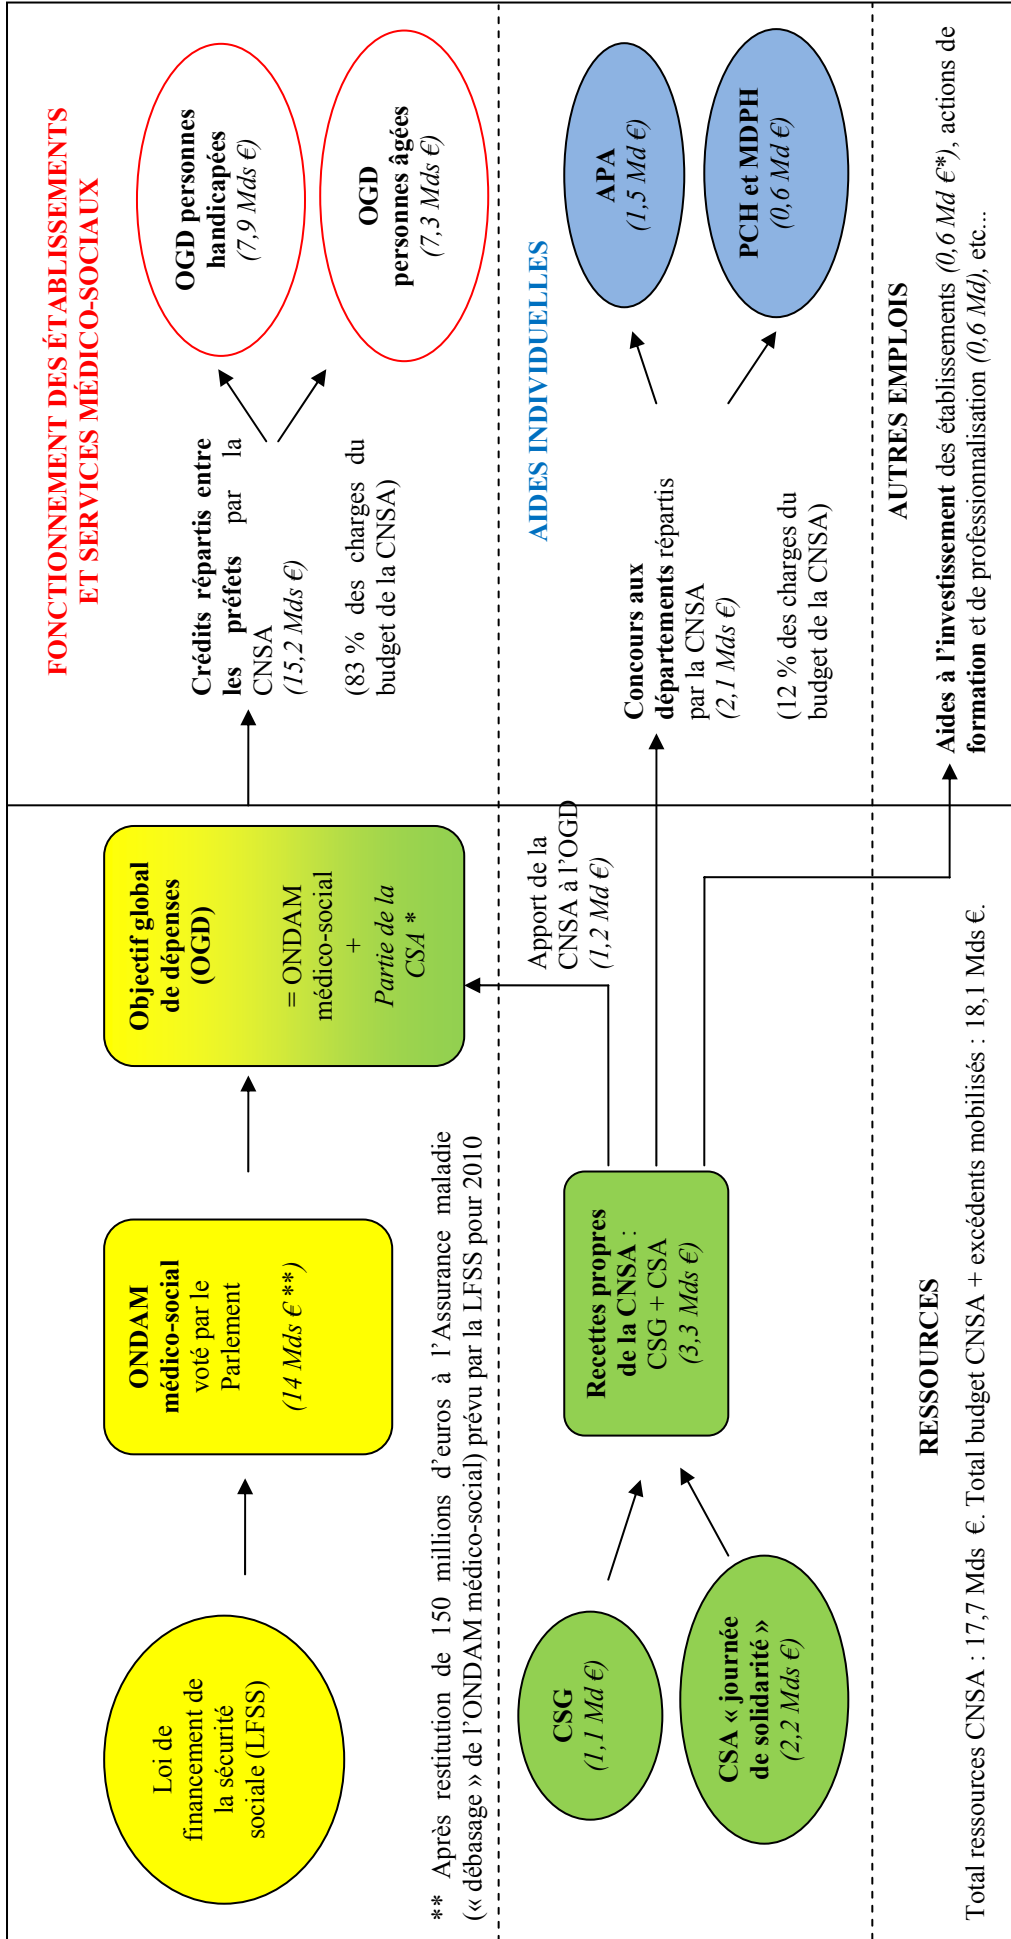 Loi de
financement de
la sécurité
sociale (LFSS)
ONDAM
médico-social
voté par le
Parlement
(14 Mds € **)
Objectif global
de dépenses
(OGD)
= ONDAM
médico-social
+
Partie de la
CSA *
** Après restitution de 150 millions d'euros à l'Assurance maladie
(« débasage » de l'ONDAM médico-social) prévu par la LFSS pour 2010
FONCTIONNEMENT DES ÉTABLISSEMENTS
ET SERVICES MÉDICO-SOCIAUX
Crédits répartis entre
les préfets par la
CNSA
(15,2 Mds €)
(83 % des charges du
budget de la CNSA)
OGD personnes
handicapées
(7,9 Mds €)
OGD
personnes âgées
(7,3 Mds €)
CSG
(1,1 Md €)
CSA « journée
de solidarité »
(2,2 Mds €)
Recettes propres
de la CNSA :
CSG + CSA
(3,3 Mds €)
Apport de la
CNSA à l'OGD
(1,2 Md €)
AIDES INDIVIDUELLES
Concours aux
départements répartis
par la CNSA
(2,1 Mds €)
(12 % des charges du
budget de la CNSA)
APA
(1,5 Md €)
PCH et MDPH
(0,6 Md €)
RESSOURCES
Total ressources CNSA : 17,7 Mds €. Total budget CNSA + excédents mobilisés : 18,1 Mds €.
AUTRES EMPLOIS
Aides à l'investissement des établissements (0,6 Md €*), actions de
formation et de professionnalisation (0,6 Md), etc...